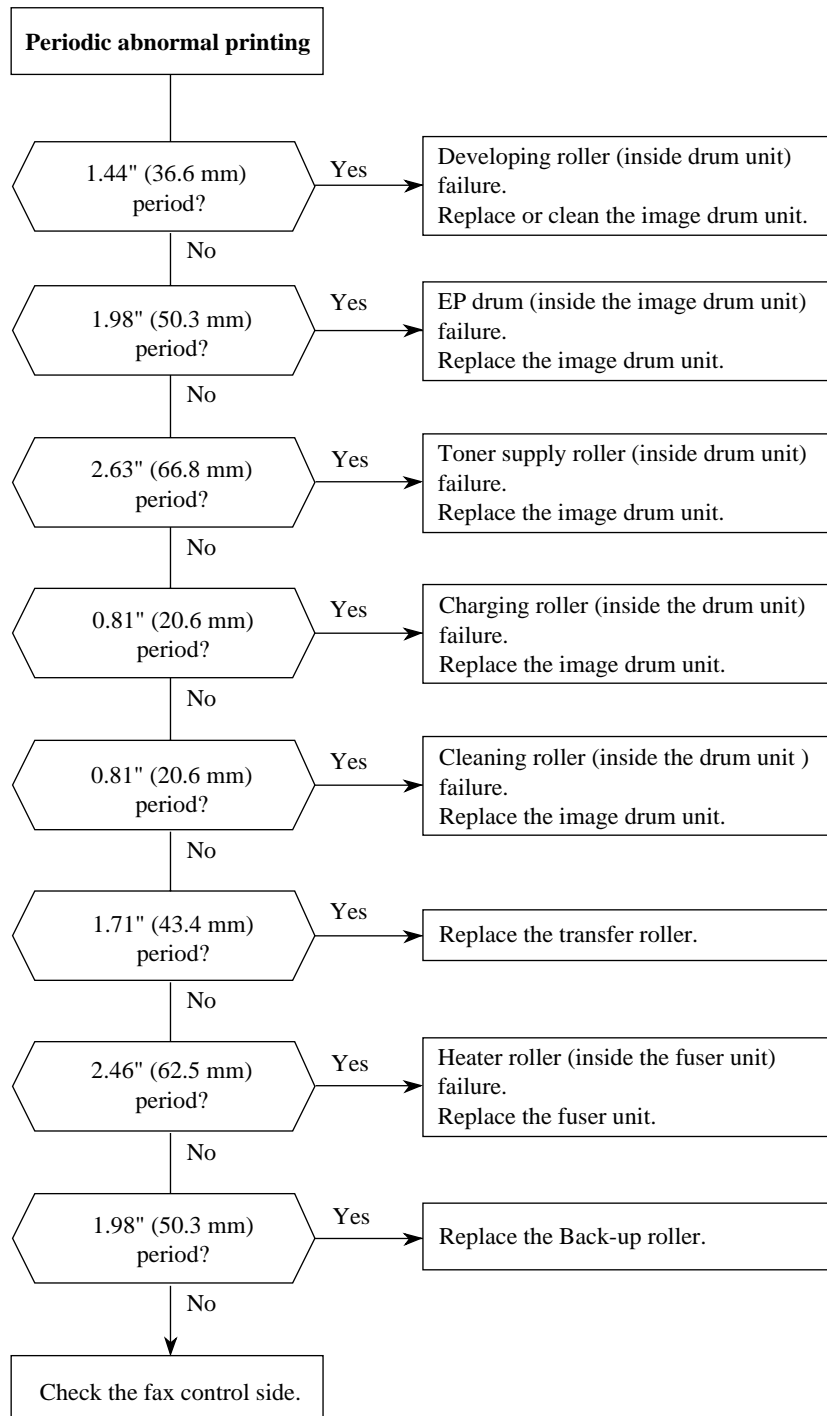 Periodic abnormal printing
1.44" (36.6 mm)
period?
Yes
Developing roller (inside drum unit)
failure.
Replace or clean the image drum unit.
No
1.98" (50.3 mm)
period?
Yes
EP drum (inside the image drum unit)
failure.
Replace the image drum unit.
No
2.63" (66.8 mm)
period?
Yes
Toner supply roller (inside drum unit)
failure.
Replace the image drum unit.
No
0.81" (20.6 mm)
period?
Yes
Charging roller (inside the drum unit)
failure.
Replace the image drum unit.
No
0.81" (20.6 mm)
period?
Yes
Cleaning roller (inside the drum unit )
failure.
Replace the image drum unit.
No
1.71" (43.4 mm)
period?
Yes
Replace the transfer roller.
No
2.46" (62.5 mm)
period?
Yes
Heater roller (inside the fuser unit)
failure.
Replace the fuser unit.
No
1.98" (50.3 mm)
period?
Yes
Replace the Back-up roller.
No
Check the fax control side.